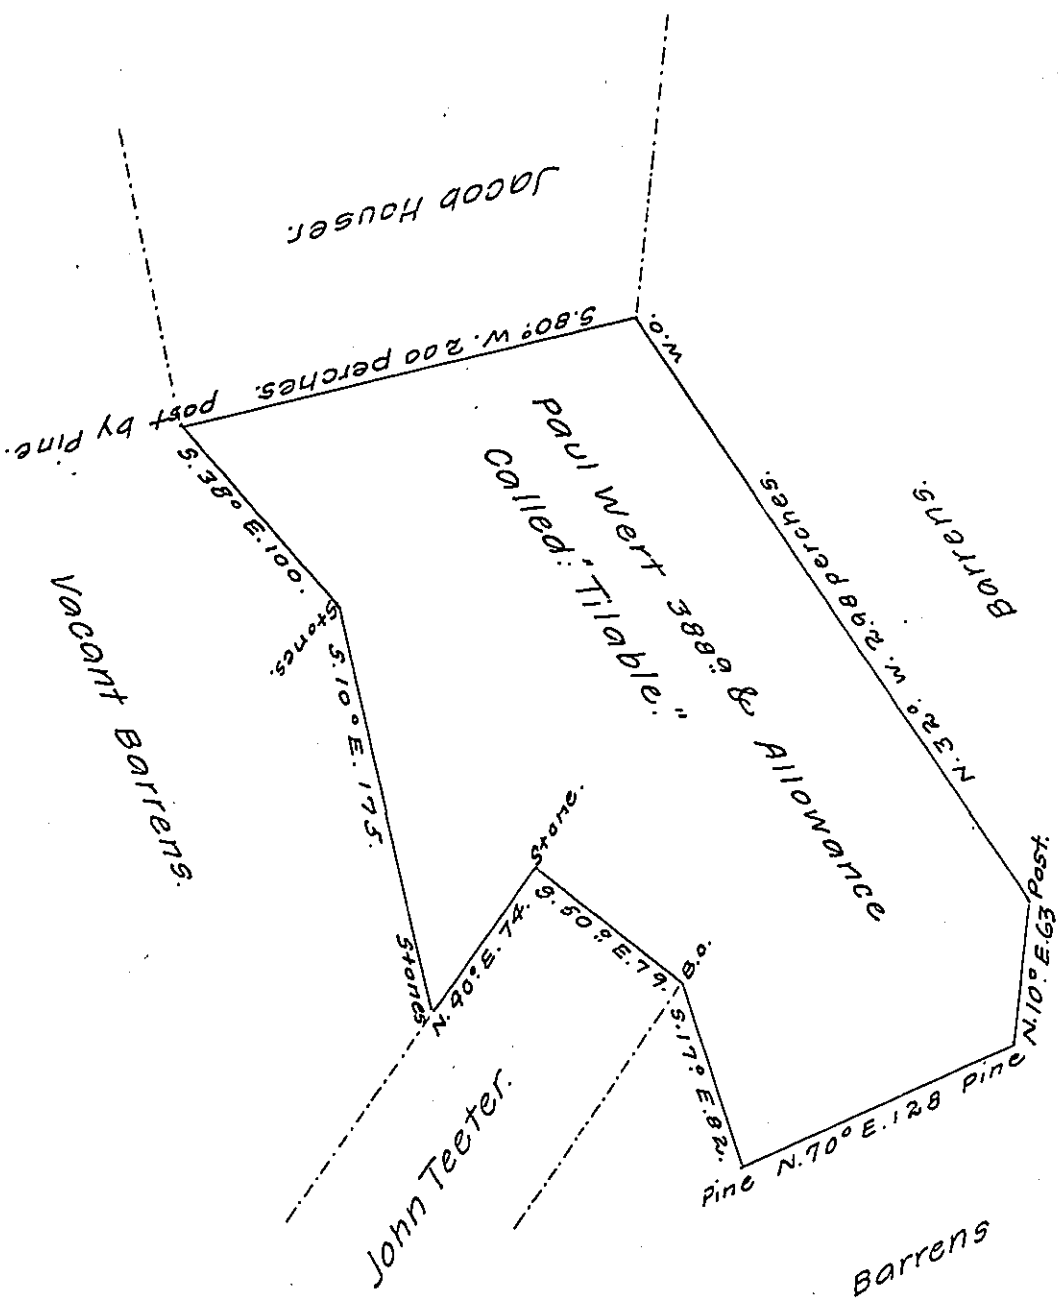 Jacob Houser.
S.80°. W. 200 perches.
W.O.
post by Pine.
S. 38° E. 100.
Stones.
S. 10° E. 175.
Stones
N. 40° E. 74.
Stone.
S. 50° E. 79.
B.O.
S. 17° E. 82.
Pine
N. 70° E. 128
Pine
N. 10° E. 63
Post.
N. 32°. W. 298 perches.
Barrens.
Paul Wert 388a & Allowance
Called "Tilable."
Vacant Barrens.
John Teeter.
Barrens